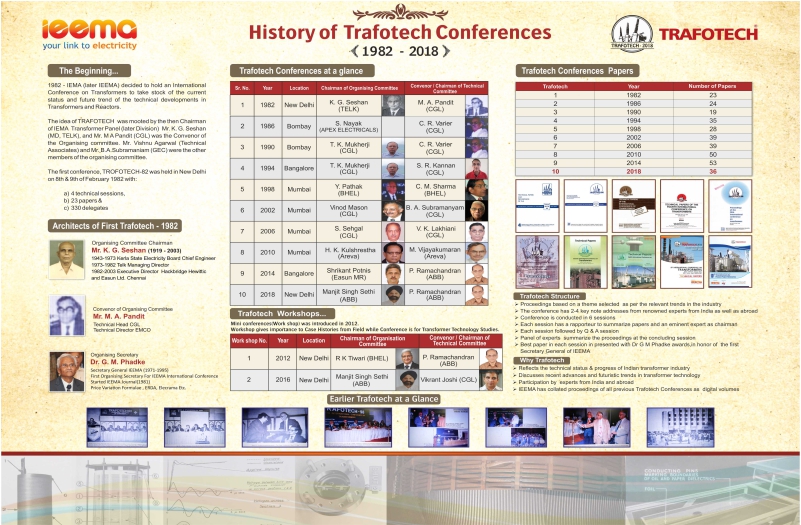 ieema
your link to electricity
History of Trafotech Conferences
1982 - 2018
TRAFOTECH - 2018
TRAFOTECH
The Beginning...
1982 - IEMA (later IEEMA) decided to hold an International
Conference on Transformers to take stock of the current
status and future trend of the technical developments in
Transformers and Reactors.
The idea of TRAFOTECH was mooted by the then Chairman
of IEMA Transformer Panel (later Division) Mr. K. G. Seshan
(MD, TELK), and Mr. M A Pandit (CGL) was the Convenor of
the Organising committee. Mr. Vishnu Agarwal (Technical
Associates) and Mr. B.A.Subramaniam (GEC) were the other
members of the organising committee.
The first conference, TROFOTECH-82 was held in New Delhi
on 8th & 9th of February 1982 with:
a) 4 technical sessions,
b) 23 papers &
c) 330 delegates
Architects of First Trafotech - 1982
Organising Committee Chairman
Mr. K. G. Seshan (1919 - 2003)
1943-1973 Kerla State Electricity Board Chief Engineer
1973-1982 Telk Managing Director
1982-2003 Executive Director Hackbridge Hewittic
and Easun Ltd. Chennai
Convenor of Organising Committee
Mr. M. A. Pandit
Technical Head CGL
Technical Director EMCO
Organising Secretary
Dr. G. M. Phadke
Secretary General IEEMA (1971-1995)
First Organising Secretary For IEEMA International Conference
Started IEEMA Journal(1981)
Price Variation Formulae , ERDA, Elecrama Etc.
Trafotech Conferences at a glance
Sr. No. Year Location Chairman of Organising Committee Convenor / Chairman of Technical Committee
1 1982 New Delhi K. G. Seshan (TELK) M. A. Pandit (CGL)
2 1986 Bombay S. Nayak (APEX ELECTRICALS) C. R. Varier (CGL)
3 1990 Bombay T. K. Mukherji (CGL) C. R. Varier (CGL)
4 1994 Bangalore T. K. Mukherji (CGL) S. R. Kannan (CGL)
5 1998 Mumbai Y. Pathak (BHEL) C. M. Sharma (BHEL)
6 2002 Mumbai Vinod Mason (CGL) B. A. Subramanyam (CGL)
7 2006 Mumbai S. Sehgal (CGL) V. K. Lakhiani (CGL)
8 2010 Mumbai H. K. Kulshrestha (Areva) M. Vijayakumaran (Areva)
9 2014 Bangalore Shrikant Potnis (Easun MR) P. Ramachandran (ABB)
10 2018 New Delhi Manjit Singh Sethi (ABB) P. Ramachandran (ABB)
Trafotech Workshops...
Mini conferences(Work shop) was introduced in 2012.
Workshop gives importance to Case Histories from Field while Conference is for Transformer Technology Studies.
Work shop No. Year Location Chairman of Organisation Committee Convenor / Chairman of Technical Committee
1 2012 New Delhi R K Tiwari (BHEL) P. Ramachandran (ABB)
2 2016 New Delhi Manjit Singh Sethi (ABB) Vikrant Joshi (CGL)
Trafotech Conferences Papers
Trafotech Year Number of Papers
1 1982 23
2 1986 24
3 1990 19
4 1994 35
5 1998 28
6 2002 39
7 2006 39
8 2010 50
9 2014 53
10 2018 36
Trafotech Structure
Proceedings based on a theme selected as per the relevant trends in the industry
The conference has 2-4 key note addresses from renowned experts from India as well as abroad
Conference is conducted in 6 sessions
Each session has a rapporteur to summarize papers and an eminent expert as chairman
Each session followed by Q & A session
Panel of experts summarize the proceedings at the concluding session
Best paper in each session in presented with Dr G M Phadke awards,in honor of the first
Secretary General of IEEMA
Why Trafotech
Reflects the technical status & progress of Indian transformer industry
Discusses recent advances and futuristic trends in transformer technology
Participation by experts from India and abroad
IEEMA has collated proceedings of all previous Trafotech Conferences as digital volumes
Earlier Trafotech at a Glance